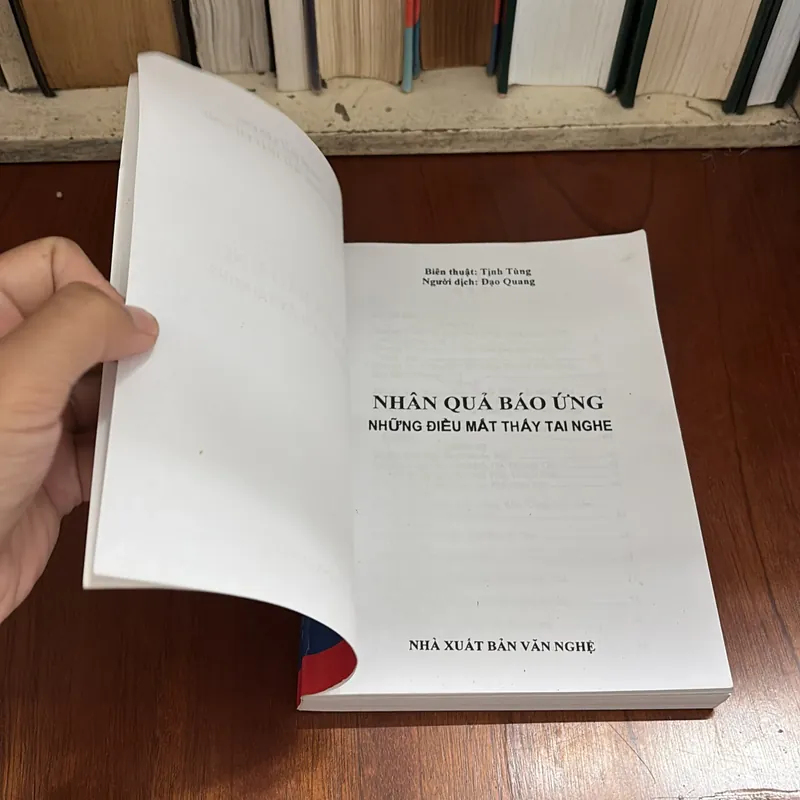 Biên thuật: Tịnh Tùng
Người dịch: Đạo Quang
NHÂN QUẢ BÁO ỨNG
NHỮNG ĐIỀU MẮT THẤY TAI NGHE
NHÀ XUẤT BẢN VĂN NGHỆ